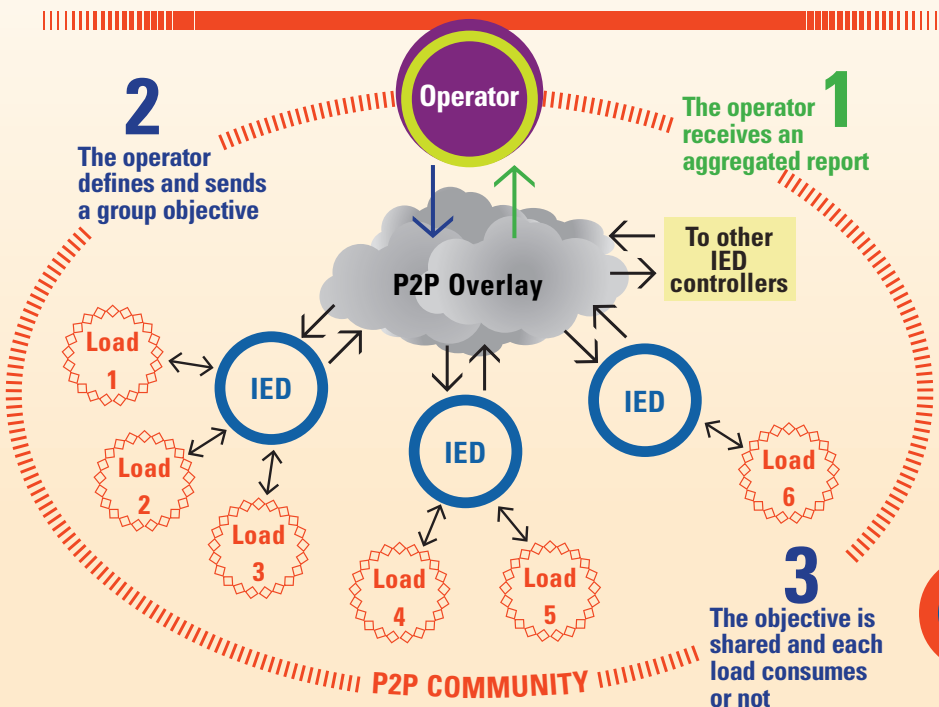 Operator
1
The operator
receives an
aggregated report
2
The operator
defines and sends
a group objective
P2P Overlay
To other
IED
controllers
Load
1
IED
Load
2
Load
3
IED
Load
4
Load
5
IED
Load
6
3
The objective is
shared and each
load consumes
or not
P2P COMMUNITY